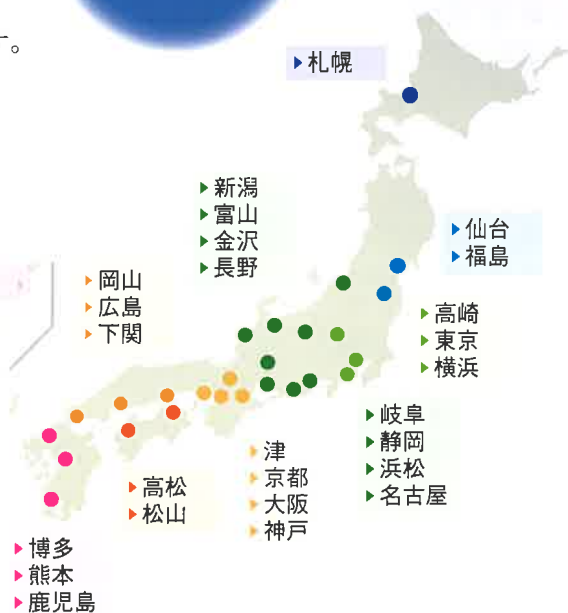 す。
▶札幌
▶新潟
▶富山
▶金沢
▶長野
▶仙台
▶福島
▶岡山
▶広島
▶下関
▶高崎
▶東京
▶横浜
▶岐阜
▶静岡
▶浜松
▶名古屋
▶津
▶京都
▶大阪
▶神戸
▶高松
▶松山
▶博多
▶熊本
▶鹿児島